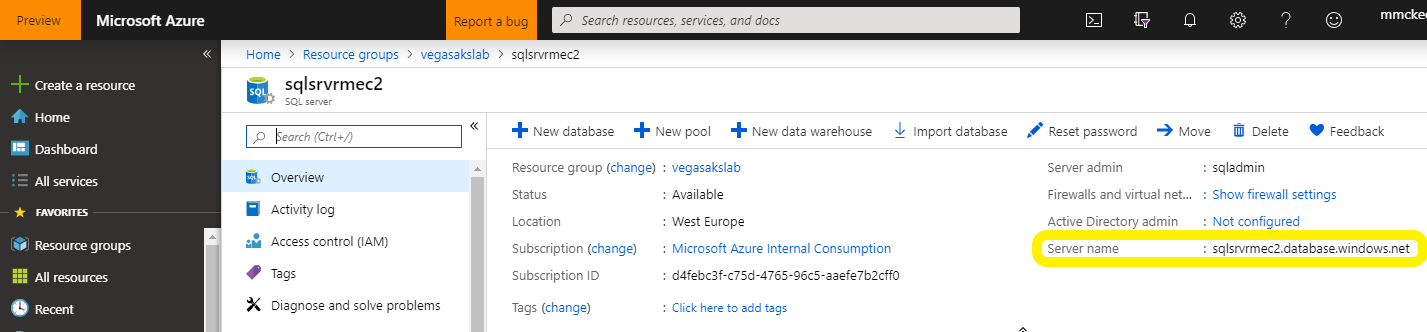 Preview Microsoft Azure Report a bug Search resources, services, and docs mmcke
« Home > Resource groups > vegasakslab > sqlsrvrmec2
Create a resource
Home
Dashboard
All services
FAVORITES
Resource groups
All resources
Recent
sqlsrvrmec2
SQL server
Search (Ctrl+/) «
Overview
Activity log
Access control (IAM)
Tags
Diagnose and solve problems
New database New pool New data warehouse Import database Reset password Move Delete Feedback
Resource group (change) : vegasakslab
Status : Available
Location : West Europe
Subscription (change) : Microsoft Azure Internal Consumption
Subscription ID : d4febc3f-c75d-4765-96c5-aaefe7b2cff0
Tags (change) : Click here to add tags
Server admin : sqladmin
Firewalls and virtual net... : Show firewall settings
Active Directory admin : Not configured
Server name : sqlsrvrmec2.database.windows.net